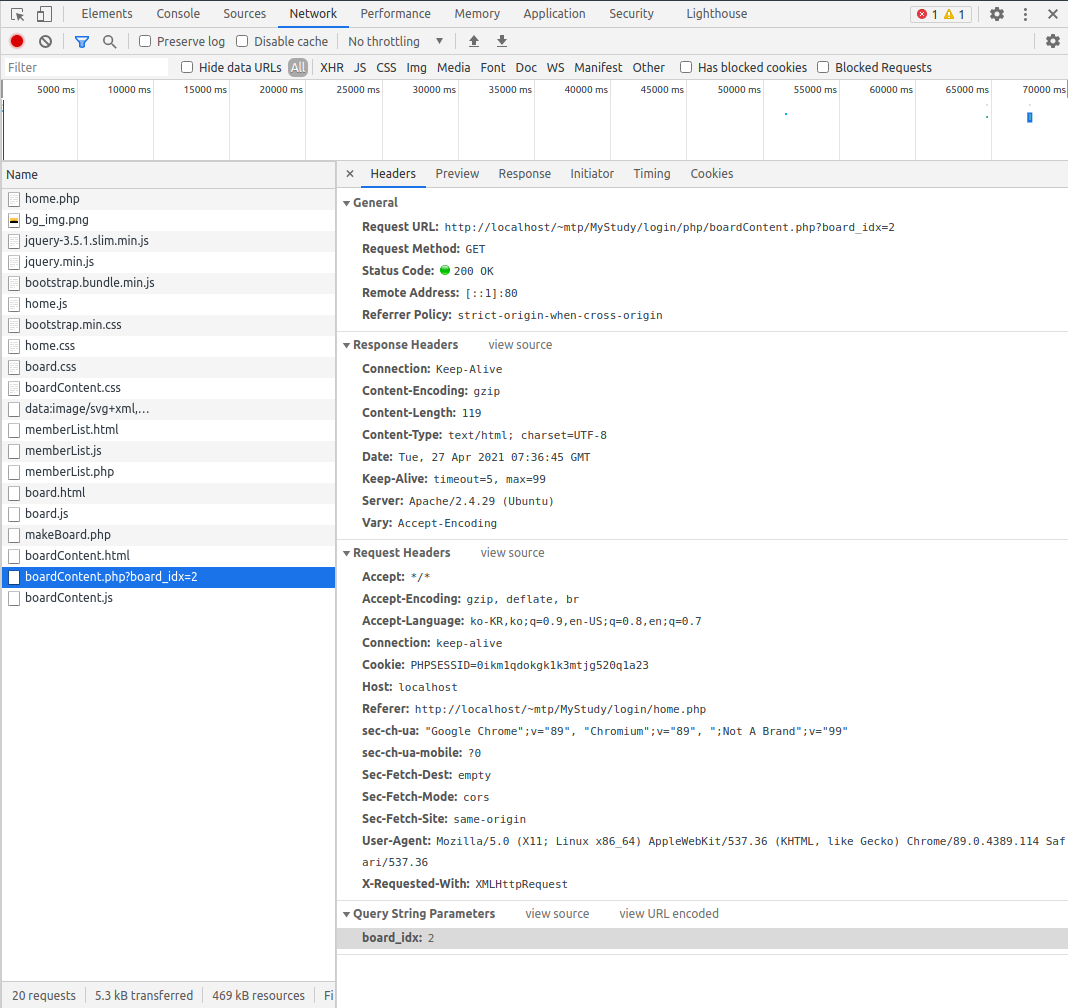 Elements Console Sources Network Performance Memory Application Security Lighthouse 1 1
Preserve log Disable cache No throttling
Filter Hide data URLs All XHR JS CSS Img Media Font Doc WS Manifest Other Has blocked cookies Blocked Requests
5000 ms 10000 ms 15000 ms 20000 ms 25000 ms 30000 ms 35000 ms 40000 ms 45000 ms 50000 ms 55000 ms 60000 ms 65000 ms 70000 ms
Name
home.php
bg_img.png
jquery-3.5.1.slim.min.js
jquery.min.js
bootstrap.bundle.min.js
home.js
bootstrap.min.css
home.css
board.css
boardContent.css
data:image/svg+xml,…
memberList.html
memberList.js
memberList.php
board.html
board.js
makeBoard.php
boardContent.html
boardContent.php?board_idx=2
boardContent.js
20 requests 5.3 kB transferred 469 kB resources Fi
× Headers Preview Response Initiator Timing Cookies
General
Request URL: http://localhost/~mtp/MyStudy/login/php/boardContent.php?board_idx=2
Request Method: GET
Status Code: 200 OK
Remote Address: [::1]:80
Referrer Policy: strict-origin-when-cross-origin
Response Headers view source
Connection: Keep-Alive
Content-Encoding: gzip
Content-Length: 119
Content-Type: text/html; charset=UTF-8
Date: Tue, 27 Apr 2021 07:36:45 GMT
Keep-Alive: timeout=5, max=99
Server: Apache/2.4.29 (Ubuntu)
Vary: Accept-Encoding
Request Headers view source
Accept: */*
Accept-Encoding: gzip, deflate, br
Accept-Language: ko-KR,ko;q=0.9,en-US;q=0.8,en;q=0.7
Connection: keep-alive
Cookie: PHPSESSID=0ikm1qdokgk1k3mtjg520q1a23
Host: localhost
Referer: http://localhost/~mtp/MyStudy/login/home.php
sec-ch-ua: "Google Chrome";v="89", "Chromium";v="89", ";Not A Brand";v="99"
sec-ch-ua-mobile: ?0
Sec-Fetch-Dest: empty
Sec-Fetch-Mode: cors
Sec-Fetch-Site: same-origin
User-Agent: Mozilla/5.0 (X11; Linux x86_64) AppleWebKit/537.36 (KHTML, like Gecko) Chrome/89.0.4389.114 Saf
ari/537.36
X-Requested-With: XMLHttpRequest
Query String Parameters view source view URL encoded
board_idx: 2